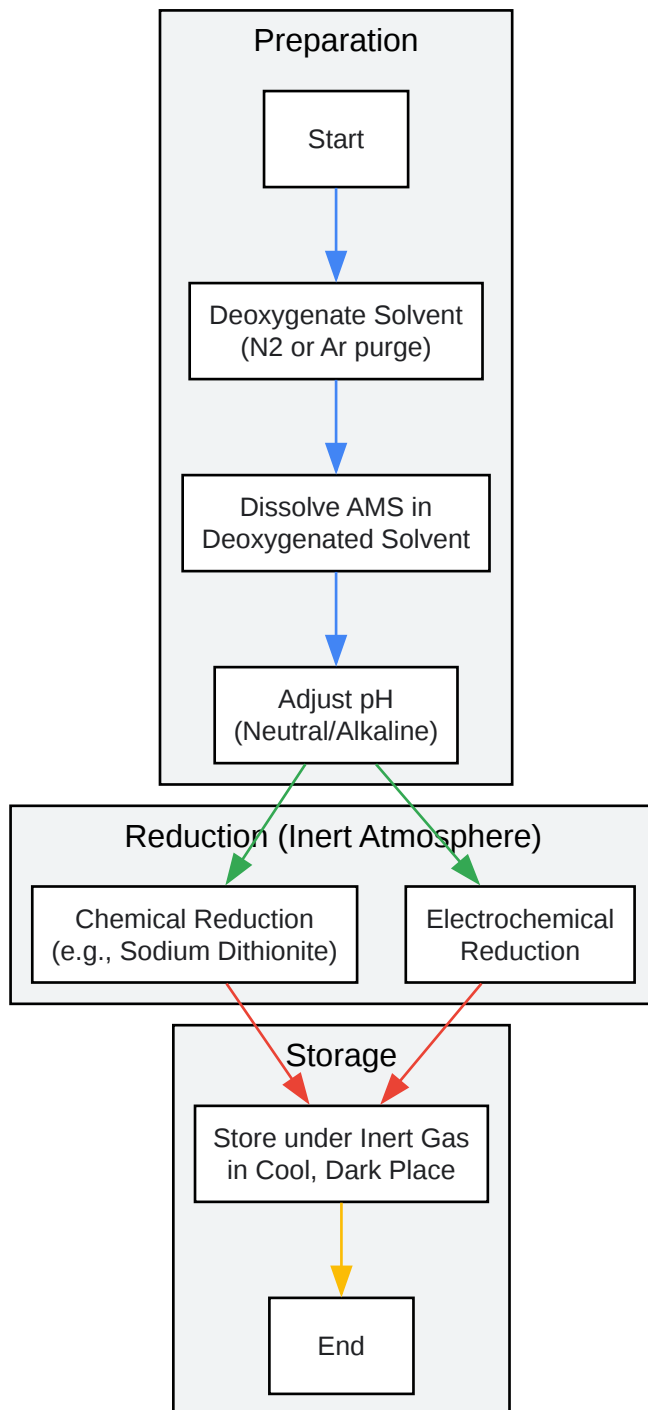 Preparation
Start
Deoxygenate Solvent
(N2 or Ar purge)
Dissolve AMS in
Deoxygenated Solvent
Adjust pH
(Neutral/Alkaline)
Reduction (Inert Atmosphere)
Chemical Reduction
(e.g., Sodium Dithionite)
Electrochemical
Reduction
Storage
Store under Inert Gas
in Cool, Dark Place
End